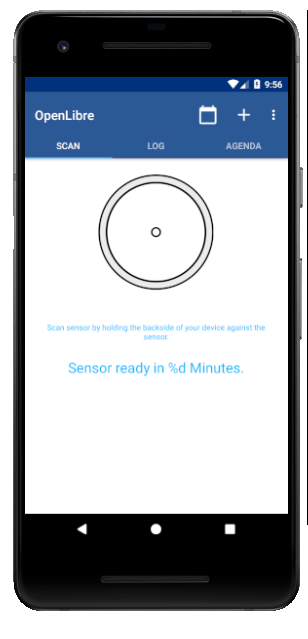 9:56
OpenLibre
SCAN LOG AGENDA
Scan sensor by holding the backside of your device against the
sensor.
Sensor ready in %d Minutes.